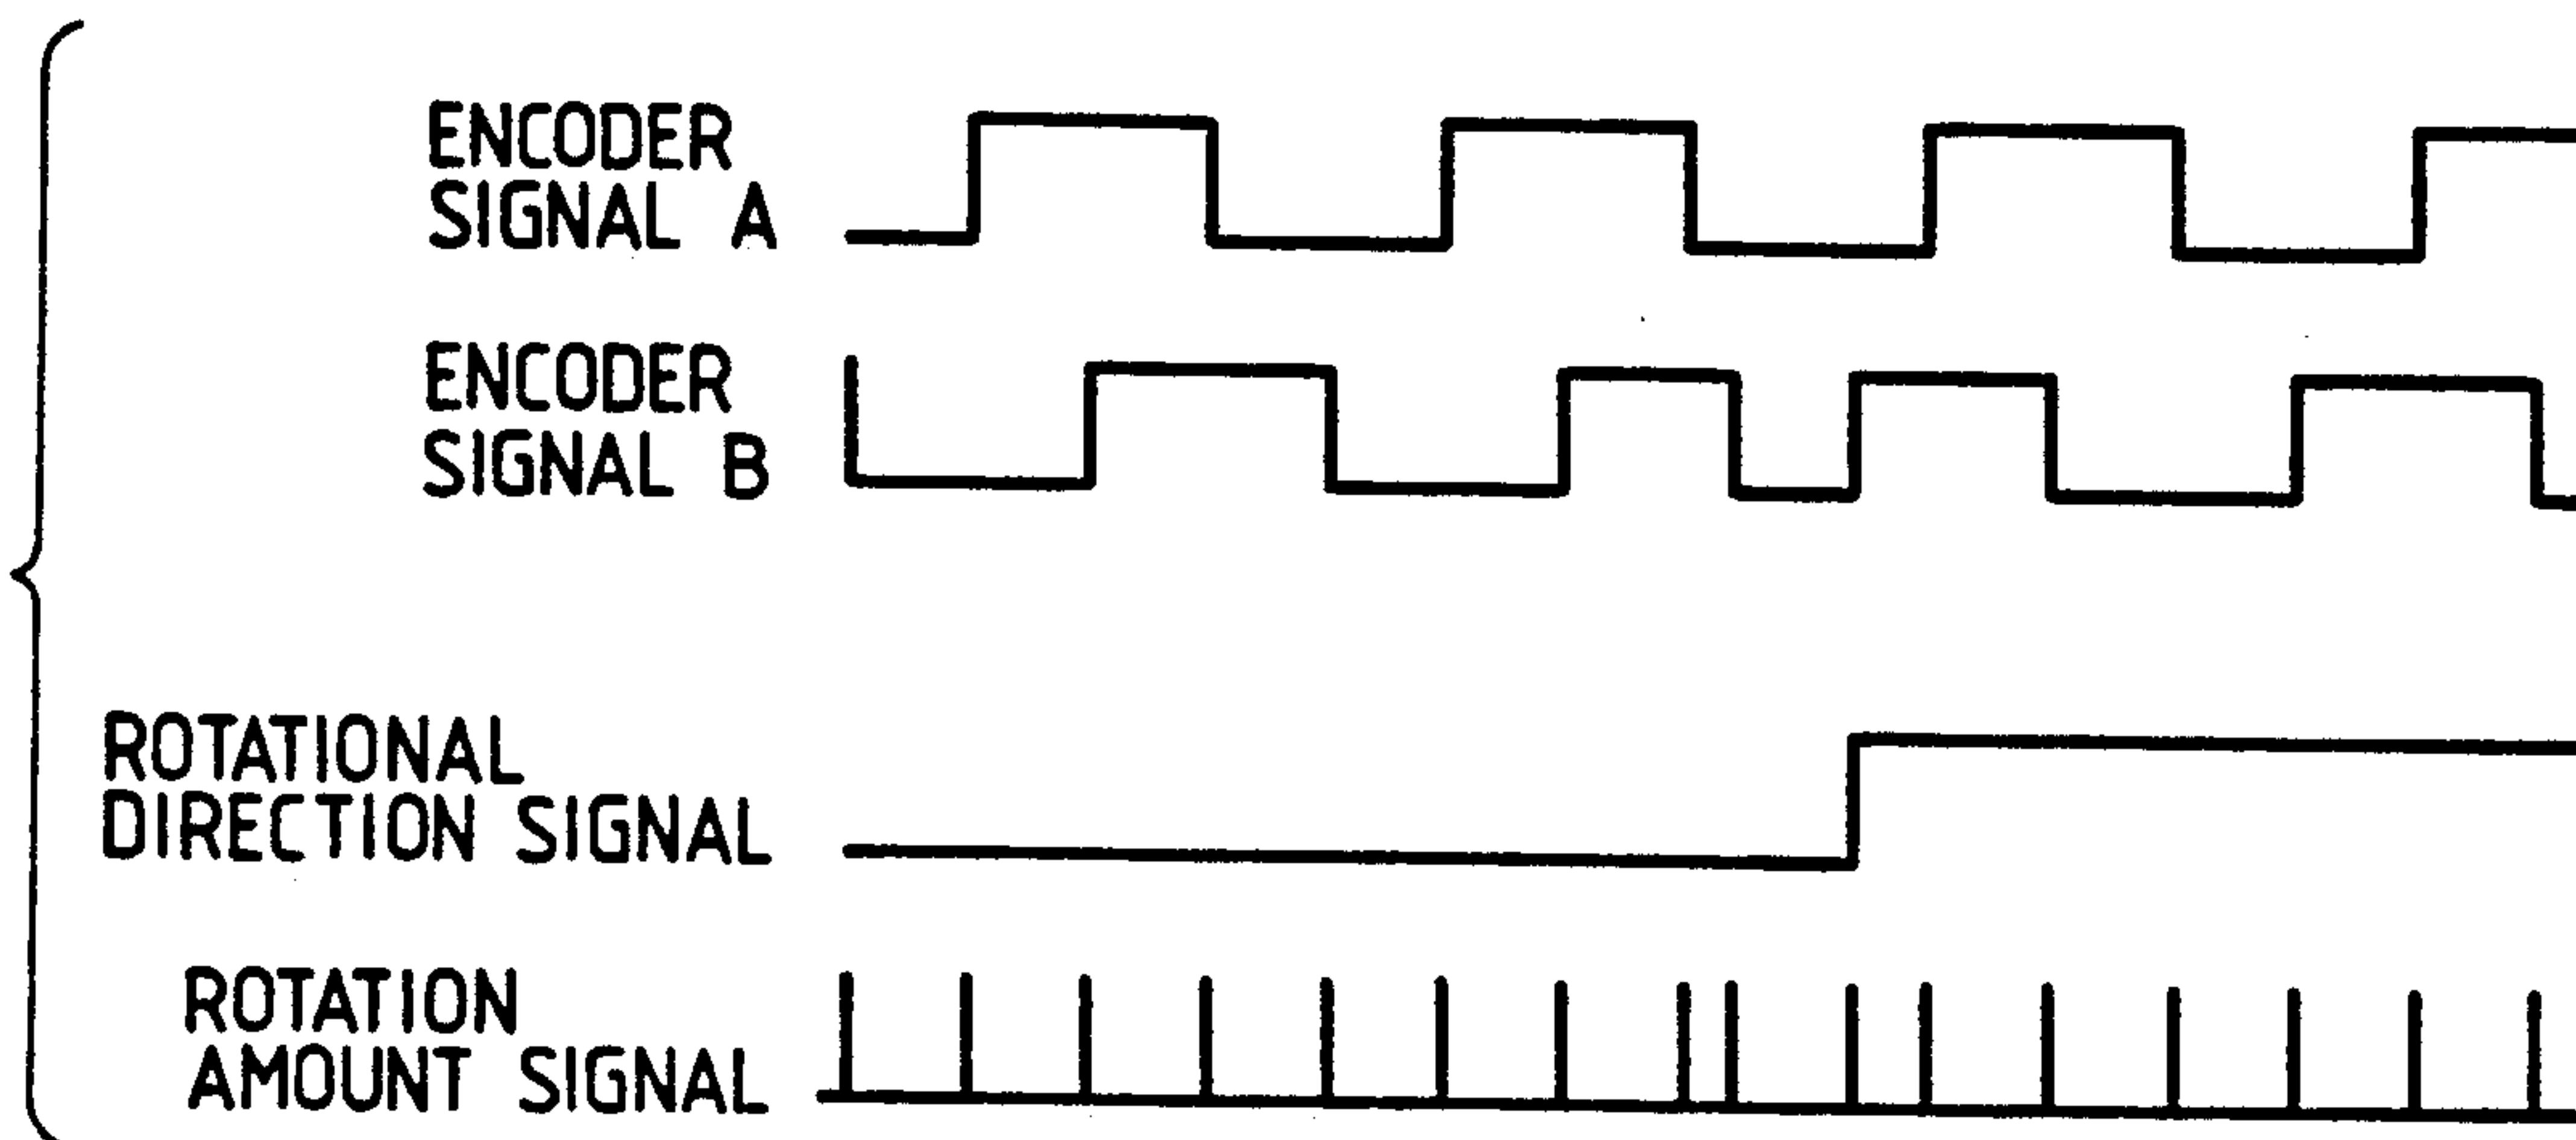 ENCODER
SIGNAL A
ENCODER
SIGNAL B
ROTATIONAL
DIRECTION SIGNAL
ROTATION
AMOUNT SIGNAL